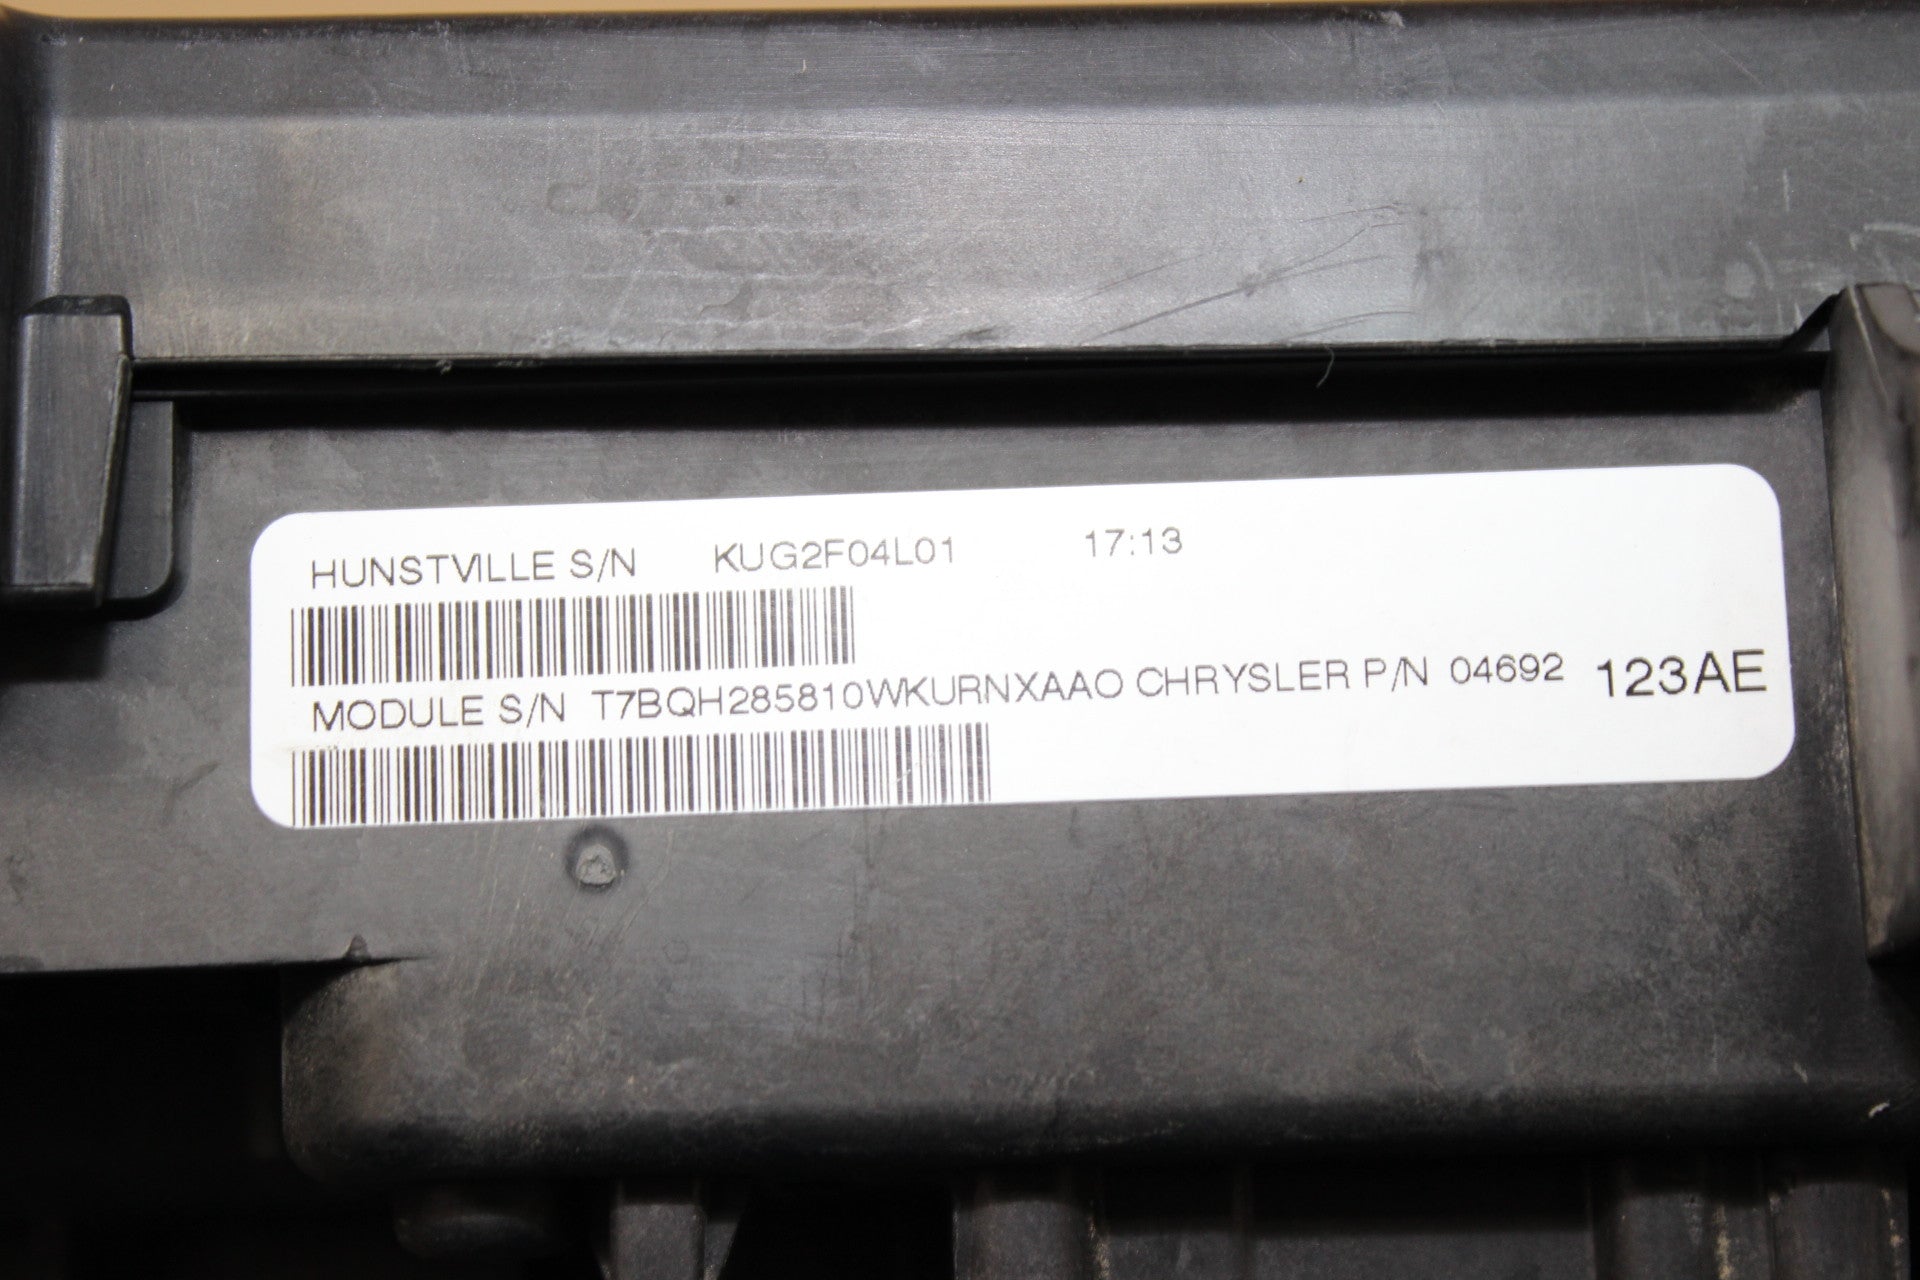 HUNSTVILLE S/N KUG2F04L01 17:13
MODULE S/N T7BQH285810WKURNXAAO CHRYSLER P/N 04692 123AE